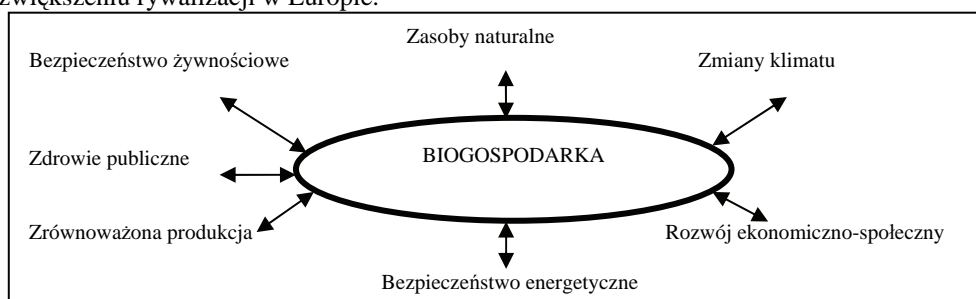 zwiększeniu rywalizacji w Europie.
Zasoby naturalne
Bezpieczeństwo żywnościowe
Zmiany klimatu
Zdrowie publiczne
BIOGOSPODARKA
Zrównoważona produkcja
Rozwój ekonomiczno-społeczny
Bezpieczeństwo energetyczne